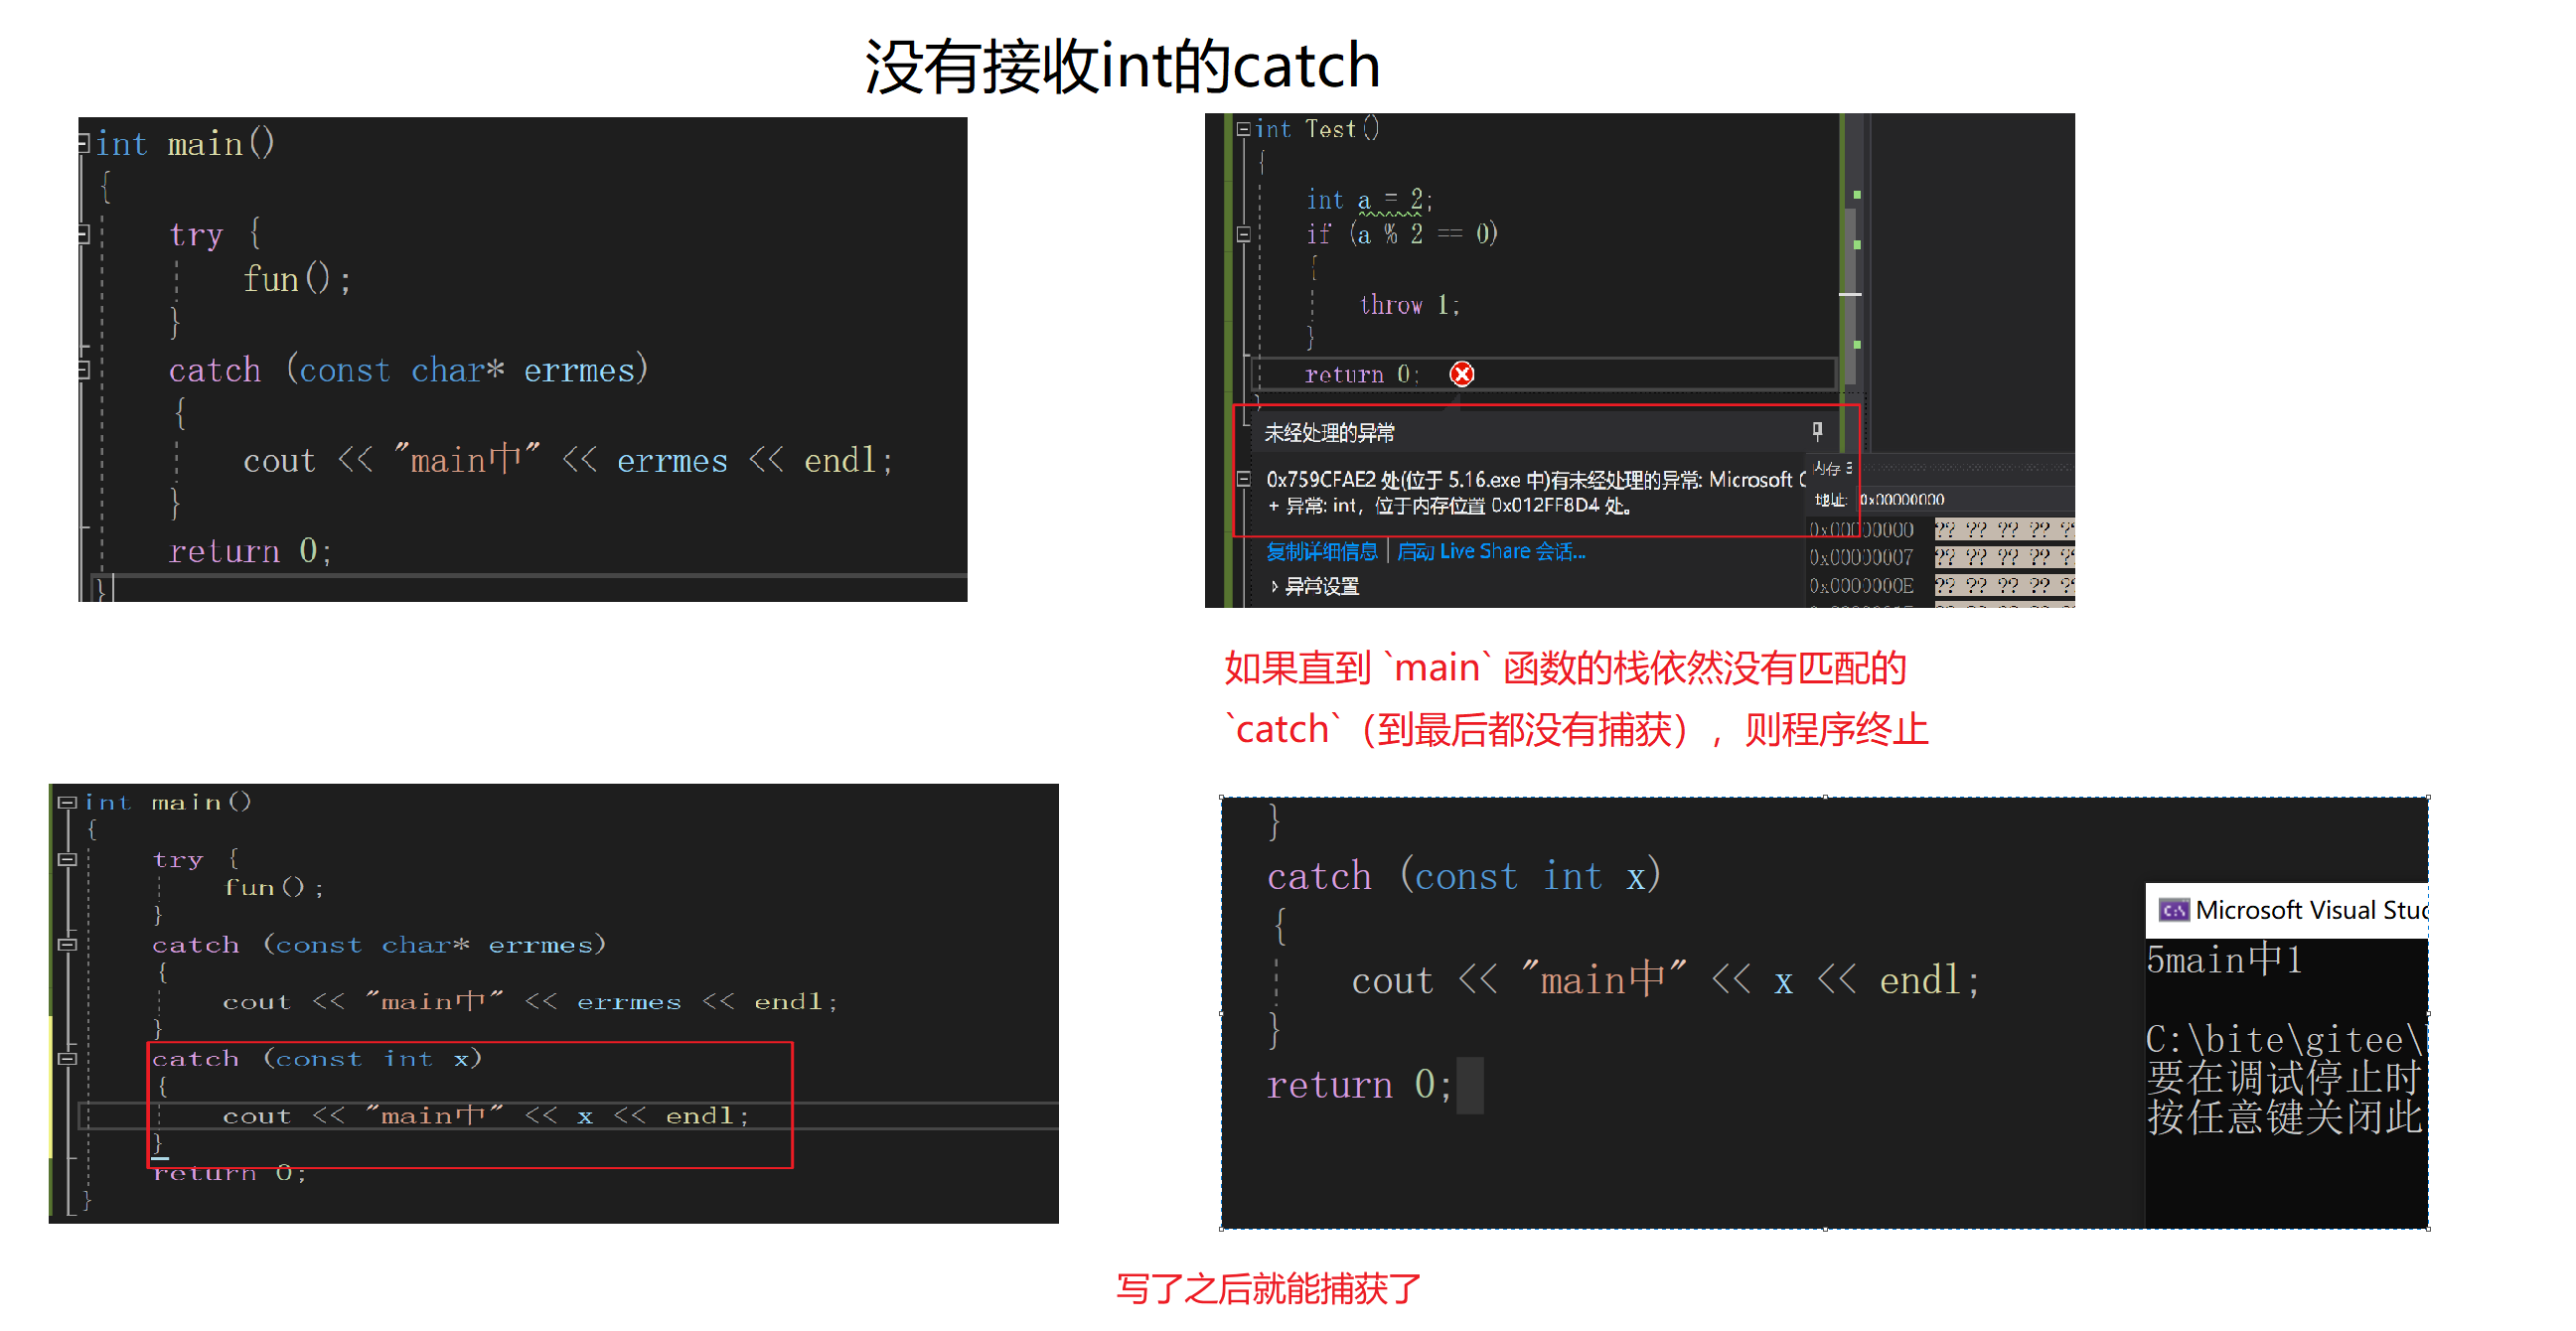 没有接收int的catch
int main()
{
try {
fun();
}
catch (const char* errmes)
{
cout << "main中" << errmes << endl;
}
return 0;
}
int Test()
{
int a = 2;
if (a % 2 == 0)
{
throw 1;
}
return 0;
}
未经处理的异常
0x759CFAE2 处(位于 5.16.exe 中)有未经处理的异常: Microsoft C
+ 异常: int，位于内存位置 0x012FF8D4 处。
复制详细信息 | 启动 Live Share 会话...
异常设置
内存 3
地址: 0x00000000
0x00000000 ?? ?? ?? ?? ??
0x00000007 ?? ?? ?? ?? ??
0x0000000E ?? ?? ?? ?? ??
如果直到 `main` 函数的栈依然没有匹配的
`catch`（到最后都没有捕获），则程序终止
int main()
{
try {
fun();
}
catch (const char* errmes)
{
cout << "main中" << errmes << endl;
}
catch (const int x)
{
cout << "main中" << x << endl;
}
return 0;
}
}
catch (const int x)
{
cout << "main中" << x << endl;
}
return 0;
Microsoft Visual Stud
5main中1
C:\bite\gitee\
要在调试停止时
按任意键关闭此
写了之后就能捕获了